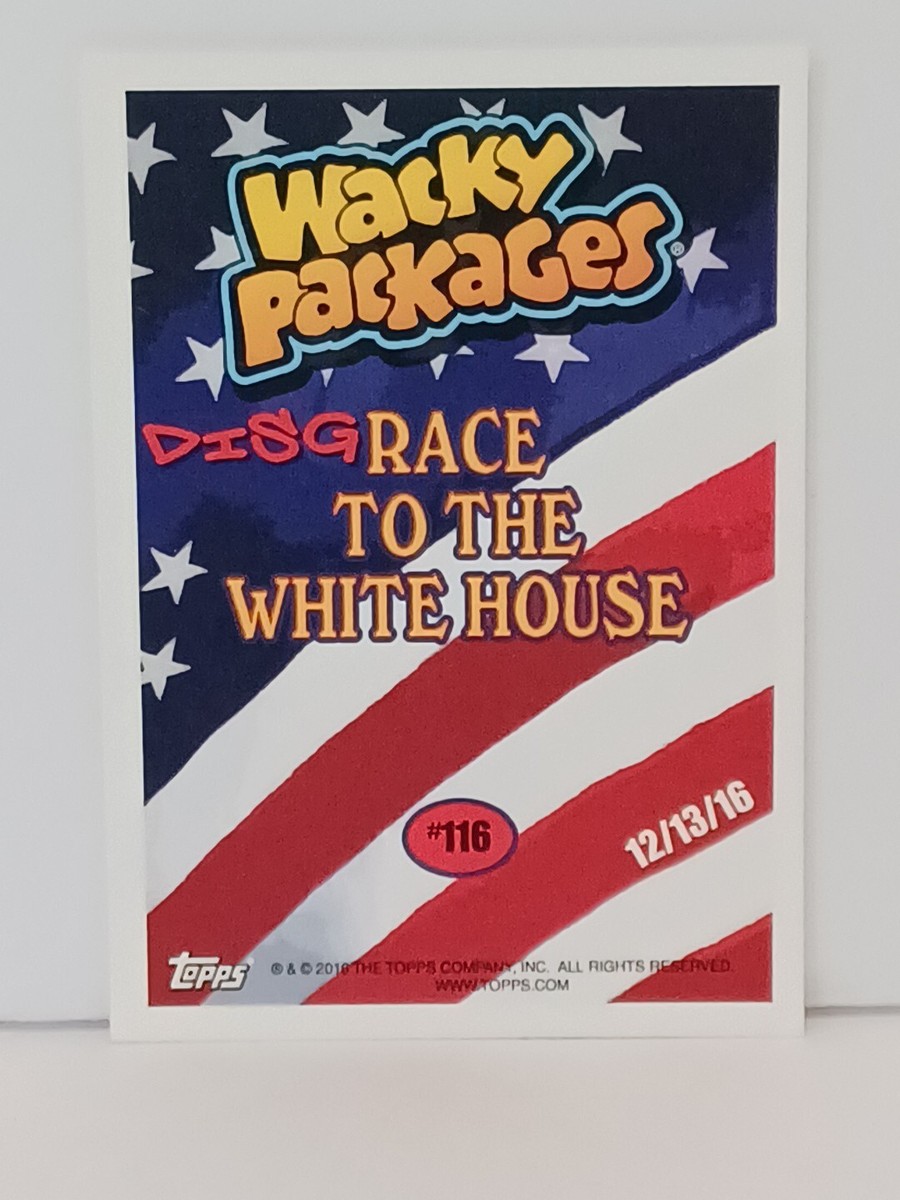 Wacky
Packages®
DISGRACE
TO THE
WHITE HOUSE
#116
12/13/16
TOPPS
® & © 2016 THE TOPPS COMPANY, INC. ALL RIGHTS RESERVED.
WWW.TOPPS.COM